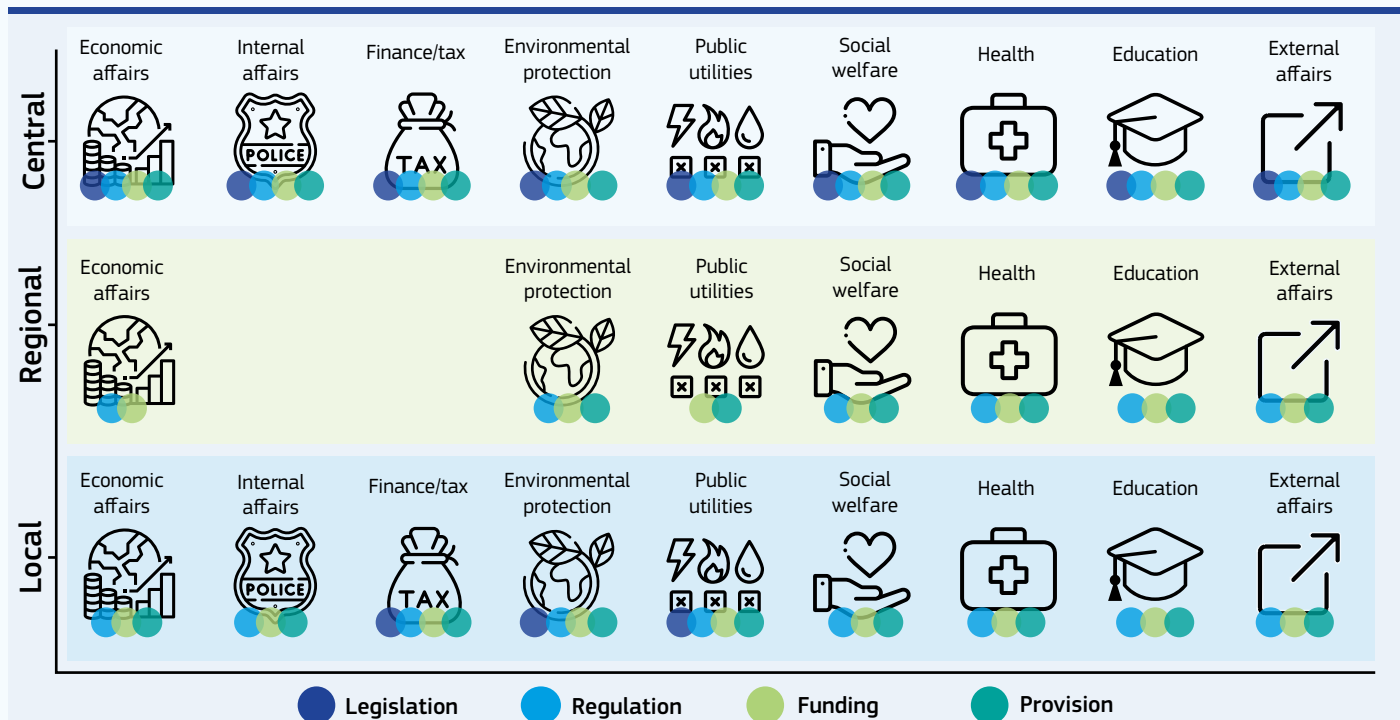 Central
Economic
affairs
Internal
affairs
Finance/tax
Environmental
protection
Public
utilities
Social
welfare
Health
Education
External
affairs
POLICE
TAX
Regional
Economic
affairs
Environmental
protection
Public
utilities
Social
welfare
Health
Education
External
affairs
Local
Economic
affairs
Internal
affairs
Finance/tax
Environmental
protection
Public
utilities
Social
welfare
Health
Education
External
affairs
POLICE
TAX
Legislation
Regulation
Funding
Provision